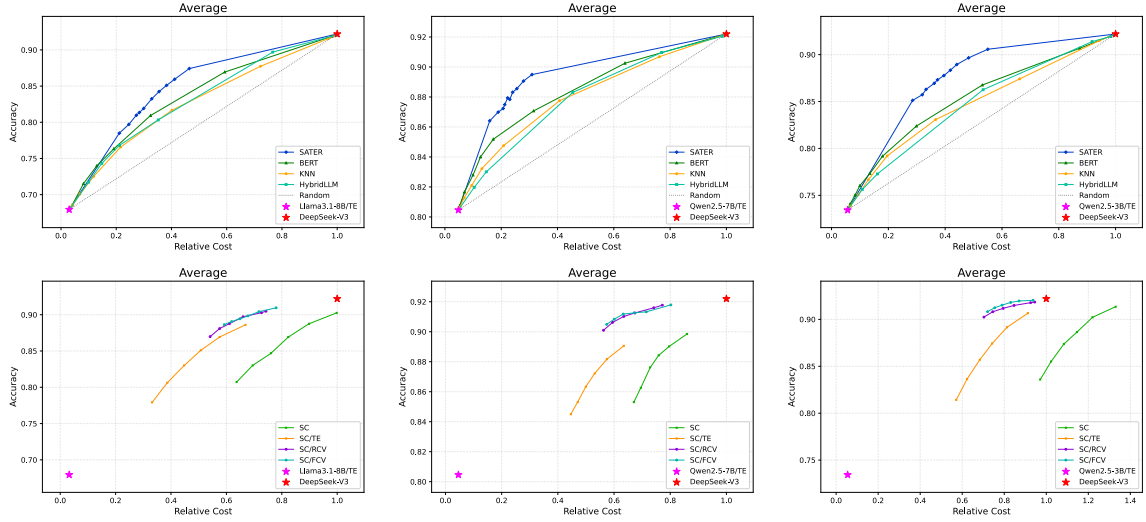 Average
Accuracy
0.90
0.85
0.80
0.75
0.70
SATER
BERT
KNN
HybridLLM
Random
Llama3.1-8B/TE
DeepSeek-V3
0.0 0.2 0.4 0.6 0.8 1.0
Relative Cost
Average
Accuracy
0.92
0.90
0.88
0.86
0.84
0.82
0.80
SATER
BERT
KNN
HybridLLM
Random
Qwen2.5-7B/TE
DeepSeek-V3
0.0 0.2 0.4 0.6 0.8 1.0
Relative Cost
Average
Accuracy
0.90
0.85
0.80
0.75
SATER
BERT
KNN
HybridLLM
Random
Qwen2.5-3B/TE
DeepSeek-V3
0.0 0.2 0.4 0.6 0.8 1.0
Relative Cost
Average
Accuracy
0.90
0.85
0.80
0.75
0.70
SC
SC/TE
SC/RCV
SC/FCV
Llama3.1-8B/TE
DeepSeek-V3
0.0 0.2 0.4 0.6 0.8 1.0
Relative Cost
Average
Accuracy
0.92
0.90
0.88
0.86
0.84
0.82
0.80
SC
SC/TE
SC/RCV
SC/FCV
Qwen2.5-7B/TE
DeepSeek-V3
0.0 0.2 0.4 0.6 0.8 1.0
Relative Cost
Average
Accuracy
0.90
0.85
0.80
0.75
SC
SC/TE
SC/RCV
SC/FCV
Qwen2.5-3B/TE
DeepSeek-V3
0.0 0.2 0.4 0.6 0.8 1.0 1.2 1.4
Relative Cost